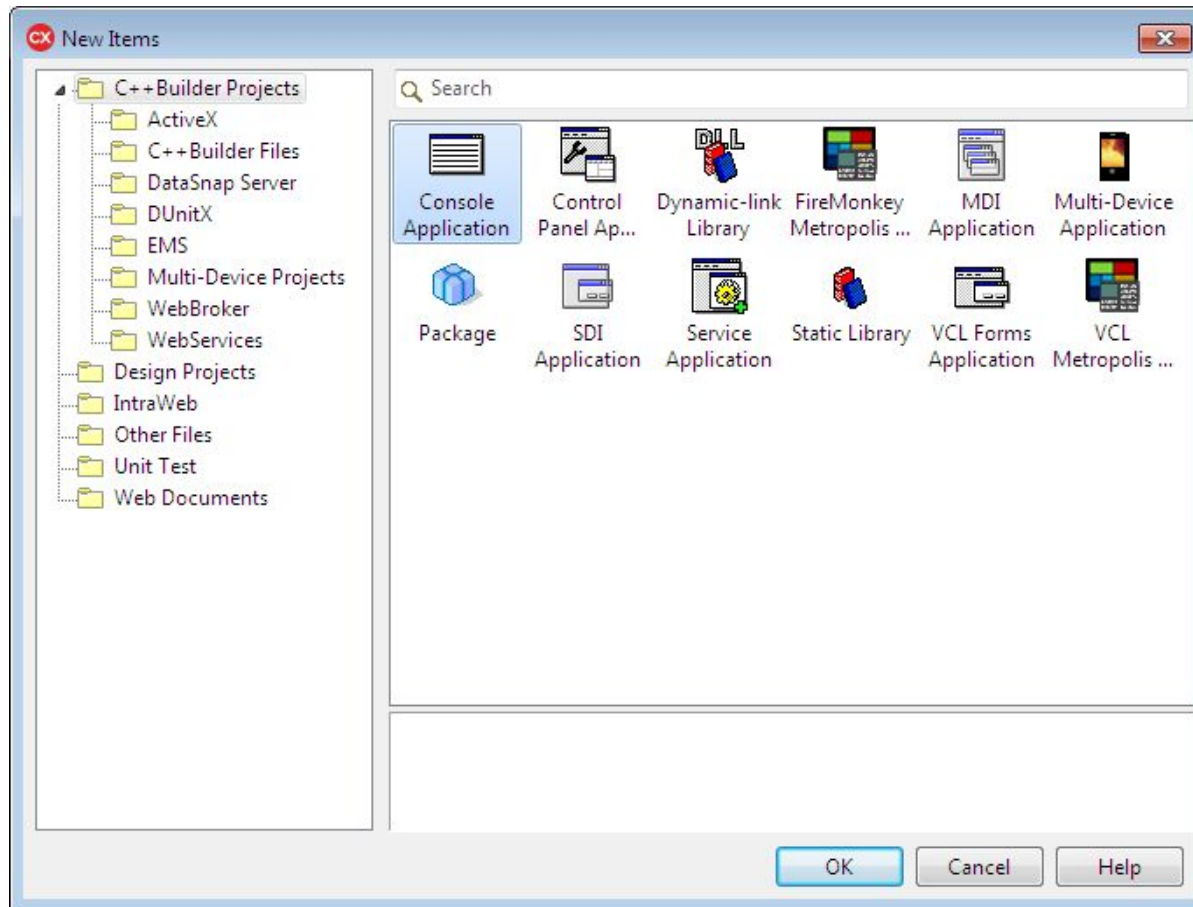 CX New Items
C++Builder Projects
ActiveX
C++Builder Files
DataSnap Server
DUnitX
EMS
Multi-Device Projects
WebBroker
WebServices
Design Projects
IntraWeb
Other Files
Unit Test
Web Documents
Search
DLL
Console
Application
Control
Panel Ap...
Dynamic-link
Library
FireMonkey
Metropolis ...
MDI
Application
Multi-Device
Application
Package
SDI
Application
Service
Application
Static Library
VCL Forms
Application
VCL
Metropolis ...
OK
Cancel
Help